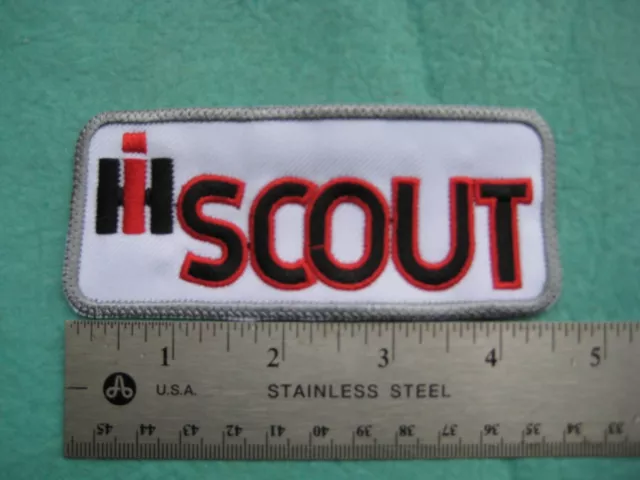 IH SCOUT
1 2 3 4 5
U.S.A. STAINLESS STEEL
45 44 43 42 41 40 39 38 37 36 35 34 33